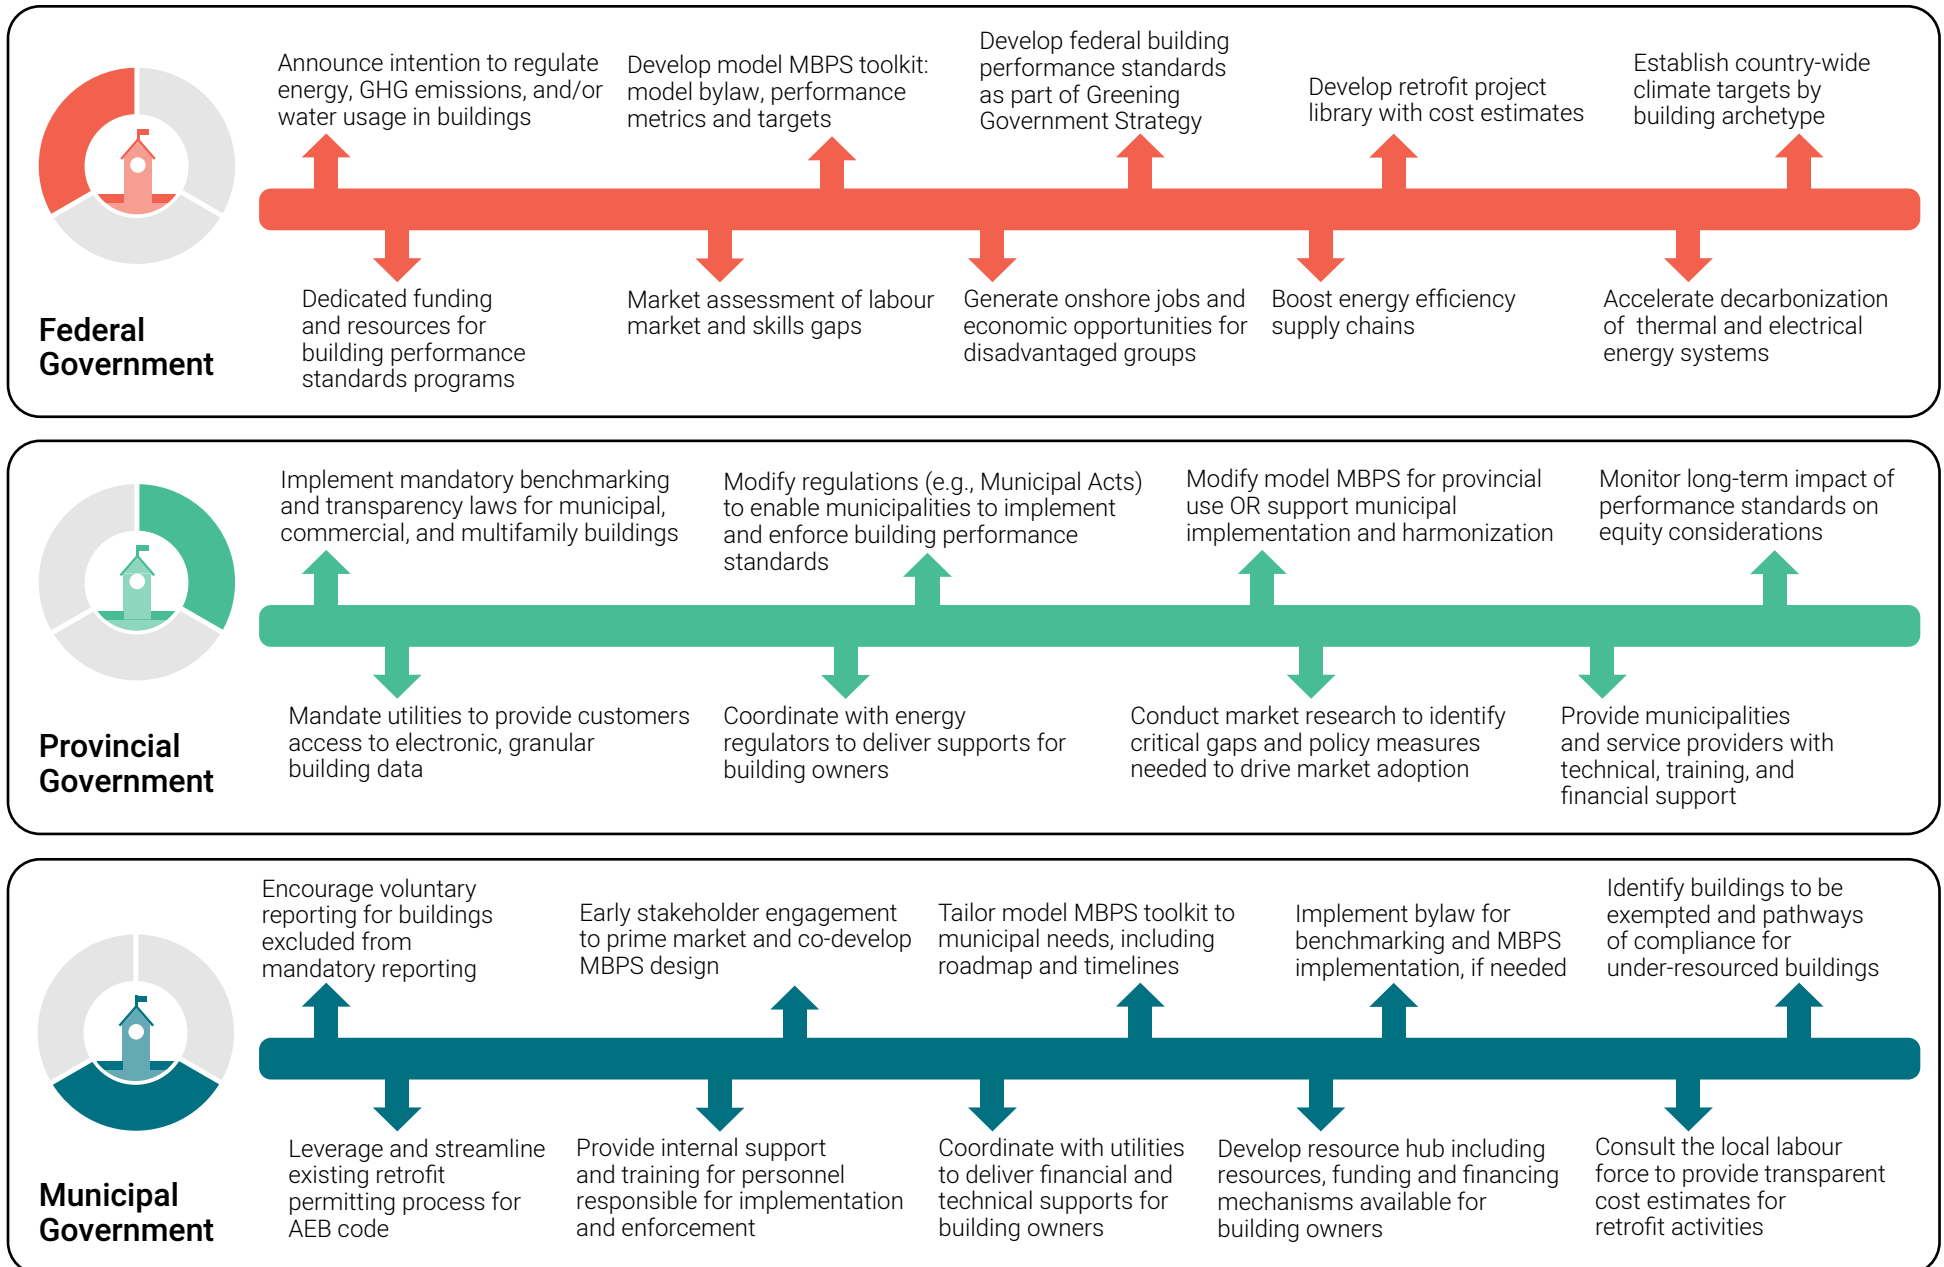 Federal
Government
Announce intention to regulate
energy, GHG emissions, and/or
water usage in buildings
Develop model MBPS toolkit:
model bylaw, performance
metrics and targets
Develop federal building
performance standards
as part of Greening
Government Strategy
Develop retrofit project
library with cost estimates
Establish country-wide
climate targets by
building archetype
Dedicated funding
and resources for
building performance
standards programs
Market assessment of labour
market and skills gaps
Generate onshore jobs and
economic opportunities for
disadvantaged groups
Boost energy efficiency
supply chains
Accelerate decarbonization
of thermal and electrical
energy systems
Provincial
Government
Implement mandatory benchmarking
and transparency laws for municipal,
commercial, and multifamily buildings
Modify regulations (e.g., Municipal Acts)
to enable municipalities to implement
and enforce building performance
standards
Modify model MBPS for provincial
use OR support municipal
implementation and harmonization
Monitor long-term impact of
performance standards on
equity considerations
Mandate utilities to provide customers
access to electronic, granular
building data
Coordinate with energy
regulators to deliver supports for
building owners
Conduct market research to identify
critical gaps and policy measures
needed to drive market adoption
Provide municipalities
and service providers with
technical, training, and
financial support
Municipal
Government
Encourage voluntary
reporting for buildings
excluded from
mandatory reporting
Early stakeholder engagement
to prime market and co-develop
MBPS design
Tailor model MBPS toolkit to
municipal needs, including
roadmap and timelines
Implement bylaw for
benchmarking and MBPS
implementation, if needed
Identify buildings to be
exempted and pathways
of compliance for
under-resourced buildings
Leverage and streamline
existing retrofit
permitting process for
AEB code
Provide internal support
and training for personnel
responsible for implementation
and enforcement
Coordinate with utilities
to deliver financial and
technical supports for
building owners
Develop resource hub including
resources, funding and financing
mechanisms available for
building owners
Consult the local labour
force to provide transparent
cost estimates for
retrofit activities